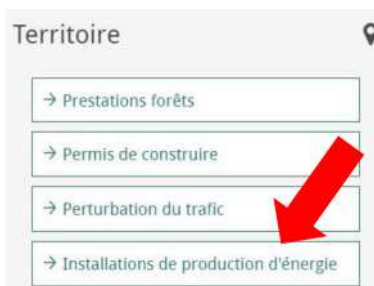 Territoire
→ Prestations forêts
→ Permis de construire
→ Perturbation du trafic
→ Installations de production d'énergie